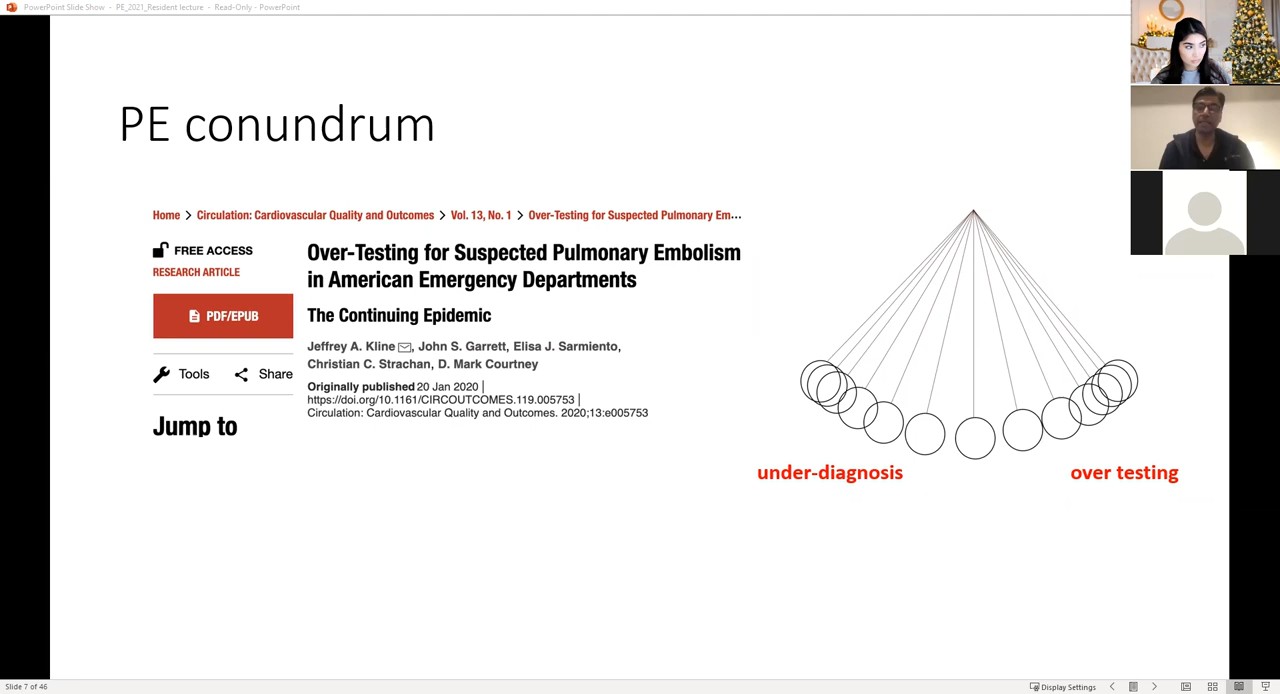 PowerPoint Slide Show - PE_2021_Resident lecture - Read-Only - PowerPoint
PE conundrum
Home > Circulation: Cardiovascular Quality and Outcomes > Vol. 13, No. 1 > Over-Testing for Suspected Pulmonary Em...
FREE ACCESS
RESEARCH ARTICLE
PDF/EPUB
Tools
Share
Jump to
Over-Testing for Suspected Pulmonary Embolism
in American Emergency Departments
The Continuing Epidemic
Jeffrey A. Kline, John S. Garrett, Elisa J. Sarmiento,
Christian C. Strachan, D. Mark Courtney
Originally published 20 Jan 2020 |
https://doi.org/10.1161/CIRCOUTCOMES.119.005753 |
Circulation: Cardiovascular Quality and Outcomes. 2020;13:e005753
under-diagnosis
over testing
Slide 7 of 46
Display Settings